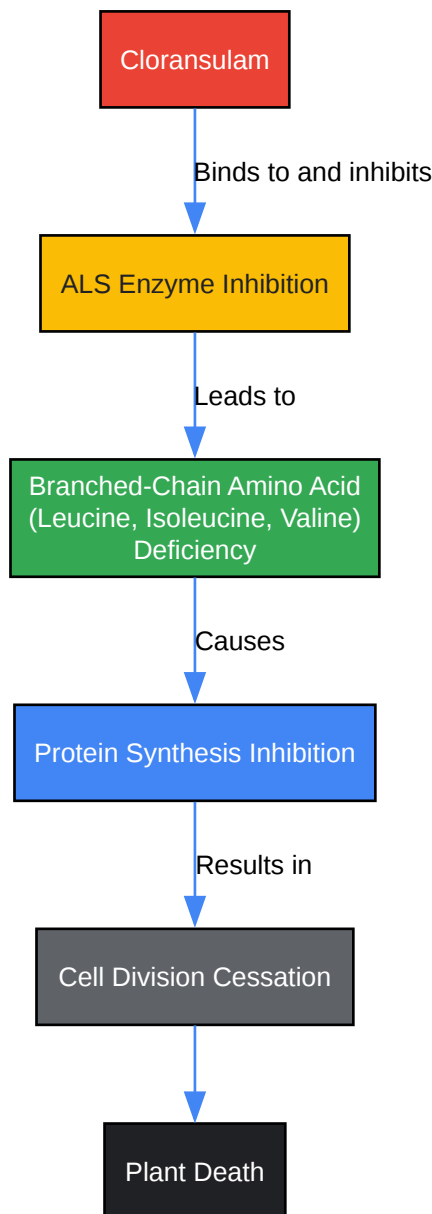 Cloransulam
Binds to and inhibits
ALS Enzyme Inhibition
Leads to
Branched-Chain Amino Acid
(Leucine, Isoleucine, Valine)
Deficiency
Causes
Protein Synthesis Inhibition
Results in
Cell Division Cessation
Plant Death